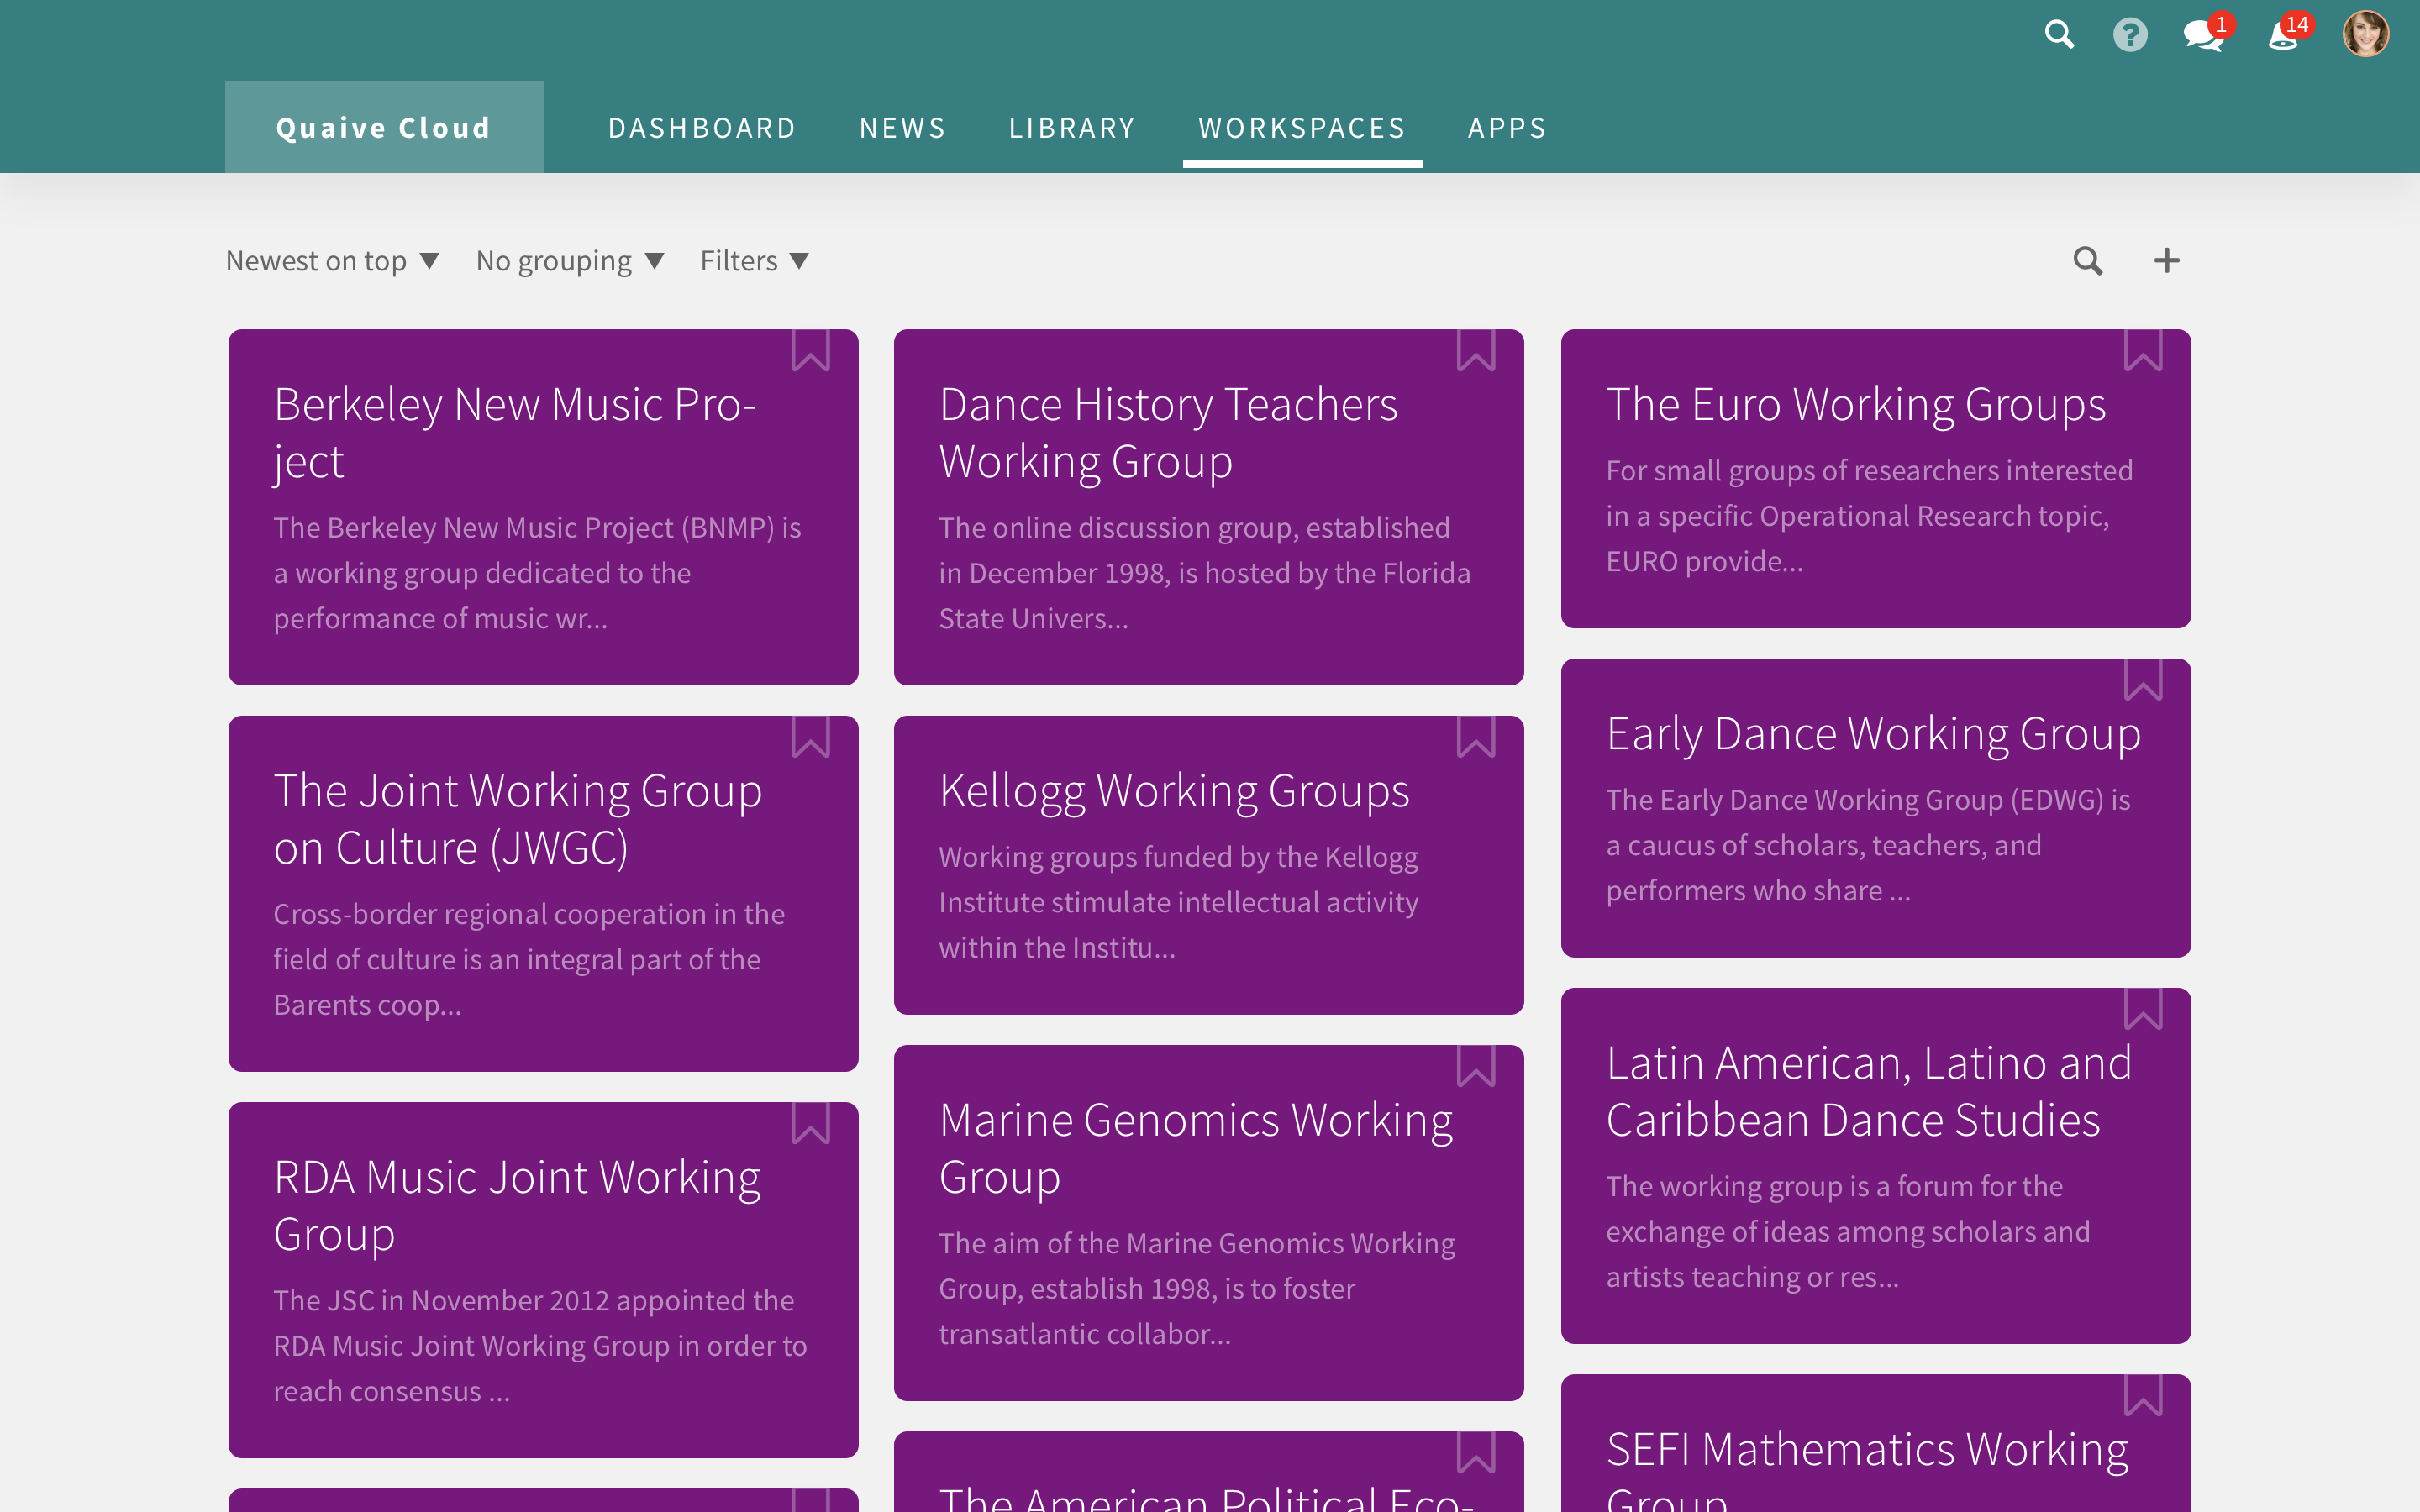 1
14
Quaive Cloud
DASHBOARD
NEWS
LIBRARY
WORKSPACES
APPS
Newest on top
No grouping
Filters
Berkeley New Music Pro-
ject
The Berkeley New Music Project (BNMP) is
a working group dedicated to the
performance of music wr...
Dance History Teachers
Working Group
The online discussion group, established
in December 1998, is hosted by the Florida
State Univers...
The Euro Working Groups
For small groups of researchers interested
in a specific Operational Research topic,
EURO provide...
The Joint Working Group
on Culture (JWGC)
Cross-border regional cooperation in the
field of culture is an integral part of the
Barents coop...
Kellogg Working Groups
Working groups funded by the Kellogg
Institute stimulate intellectual activity
within the Institu...
Early Dance Working Group
The Early Dance Working Group (EDWG) is
a caucus of scholars, teachers, and
performers who share ...
RDA Music Joint Working
Group
The JSC in November 2012 appointed the
RDA Music Joint Working Group in order to
reach consensus ...
Marine Genomics Working
Group
The aim of the Marine Genomics Working
Group, establish 1998, is to foster
transatlantic collabor...
Latin American, Latino and
Caribbean Dance Studies
The working group is a forum for the
exchange of ideas among scholars and
artists teaching or res...
The American Political Eco-
SEFI Mathematics Working
Group